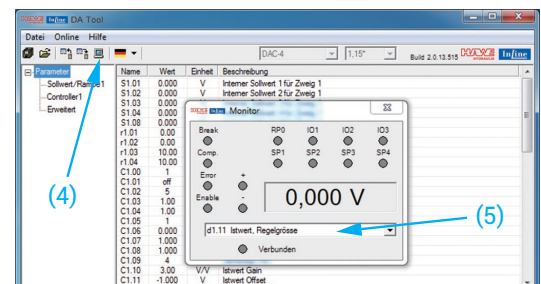 HAWE HYDRAULIK Infine DA Tool
Datei Online Hilfe
DAC-4 1,15* Build 2.0.13.515 HAWE HYDRAULIK Infine
Parameter
Sollwert/Rampe1
Controller1
Erweitert
Name Wert Einheit Beschreibung
S1.01 0.000 V Interner Sollwert 1 für Zweig 1
S1.02 0.000 V Interner Sollwert 2 für Zweig 1
S1.03 0.000
S1.04 0.000
S1.08 0.000
r1.01 0.00
r1.02 0.00
r1.03 10.00
r1.04 10.00
C1.00 1
C1.01 off
C1.02 5
C1.03 1.00
C1.04 1.00
C1.05 1
C1.06 0.000
C1.07 1.000
C1.08 1.000
C1.09 4
C1.10 3.00 V/V Istwert Gain
C1.11 -1.000 V Istwert Offset
Monitor
Break RP0 IO1 IO2 IO3
Comp. SP1 SP2 SP3 SP4
Error +
Enable -
0,000 V
d1.11 Istwert, Regelgrösse
Verbunden
(4)
(5)